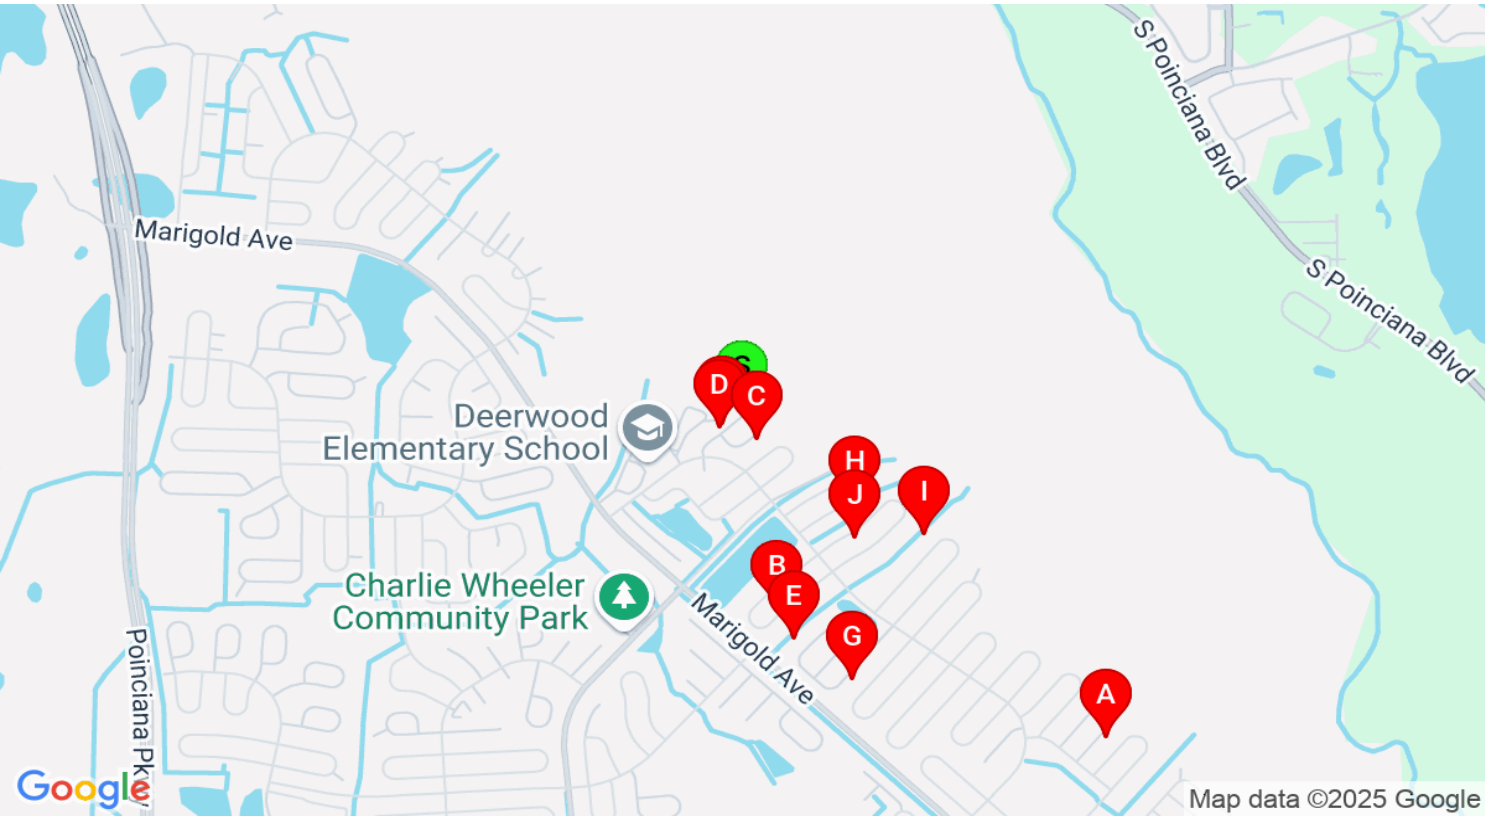 S Poinciana Blvd
Marigold Ave
S Poinciana Blvd
S
D
C
Deerwood
Elementary School
H
J
I
B
E
Charlie Wheeler
Community Park
Marigold Ave
G
A
Poinciana Pkwy
Google
Map data ©2025 Google